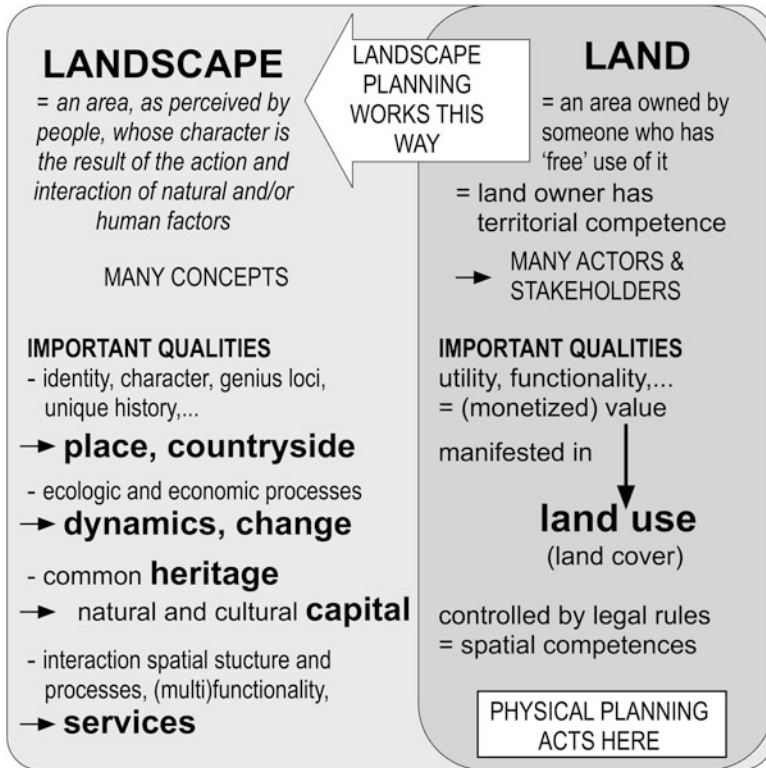 LANDSCAPE
= an area, as perceived by
people, whose character is
the result of the action and
interaction of natural and/or
human factors
MANY CONCEPTS
IMPORTANT QUALITIES
- identity, character, genius loci,
unique history,...
→ place, countryside
- ecologic and economic processes
→ dynamics, change
- common heritage
→ natural and cultural capital
- interaction spatial stucture and
processes, (multi)functionality,
→ services
LANDSCAPE
PLANNING
WORKS THIS
WAY
LAND
= an area owned by
someone who has
‘free’ use of it
= land owner has
territorial competence
→ MANY ACTORS &
STAKEHOLDERS
IMPORTANT QUALITIES
utility, functionality,...
= (monetized) value
manifested in
land use
(land cover)
controlled by legal rules
= spatial competences
PHYSICAL PLANNING
ACTS HERE